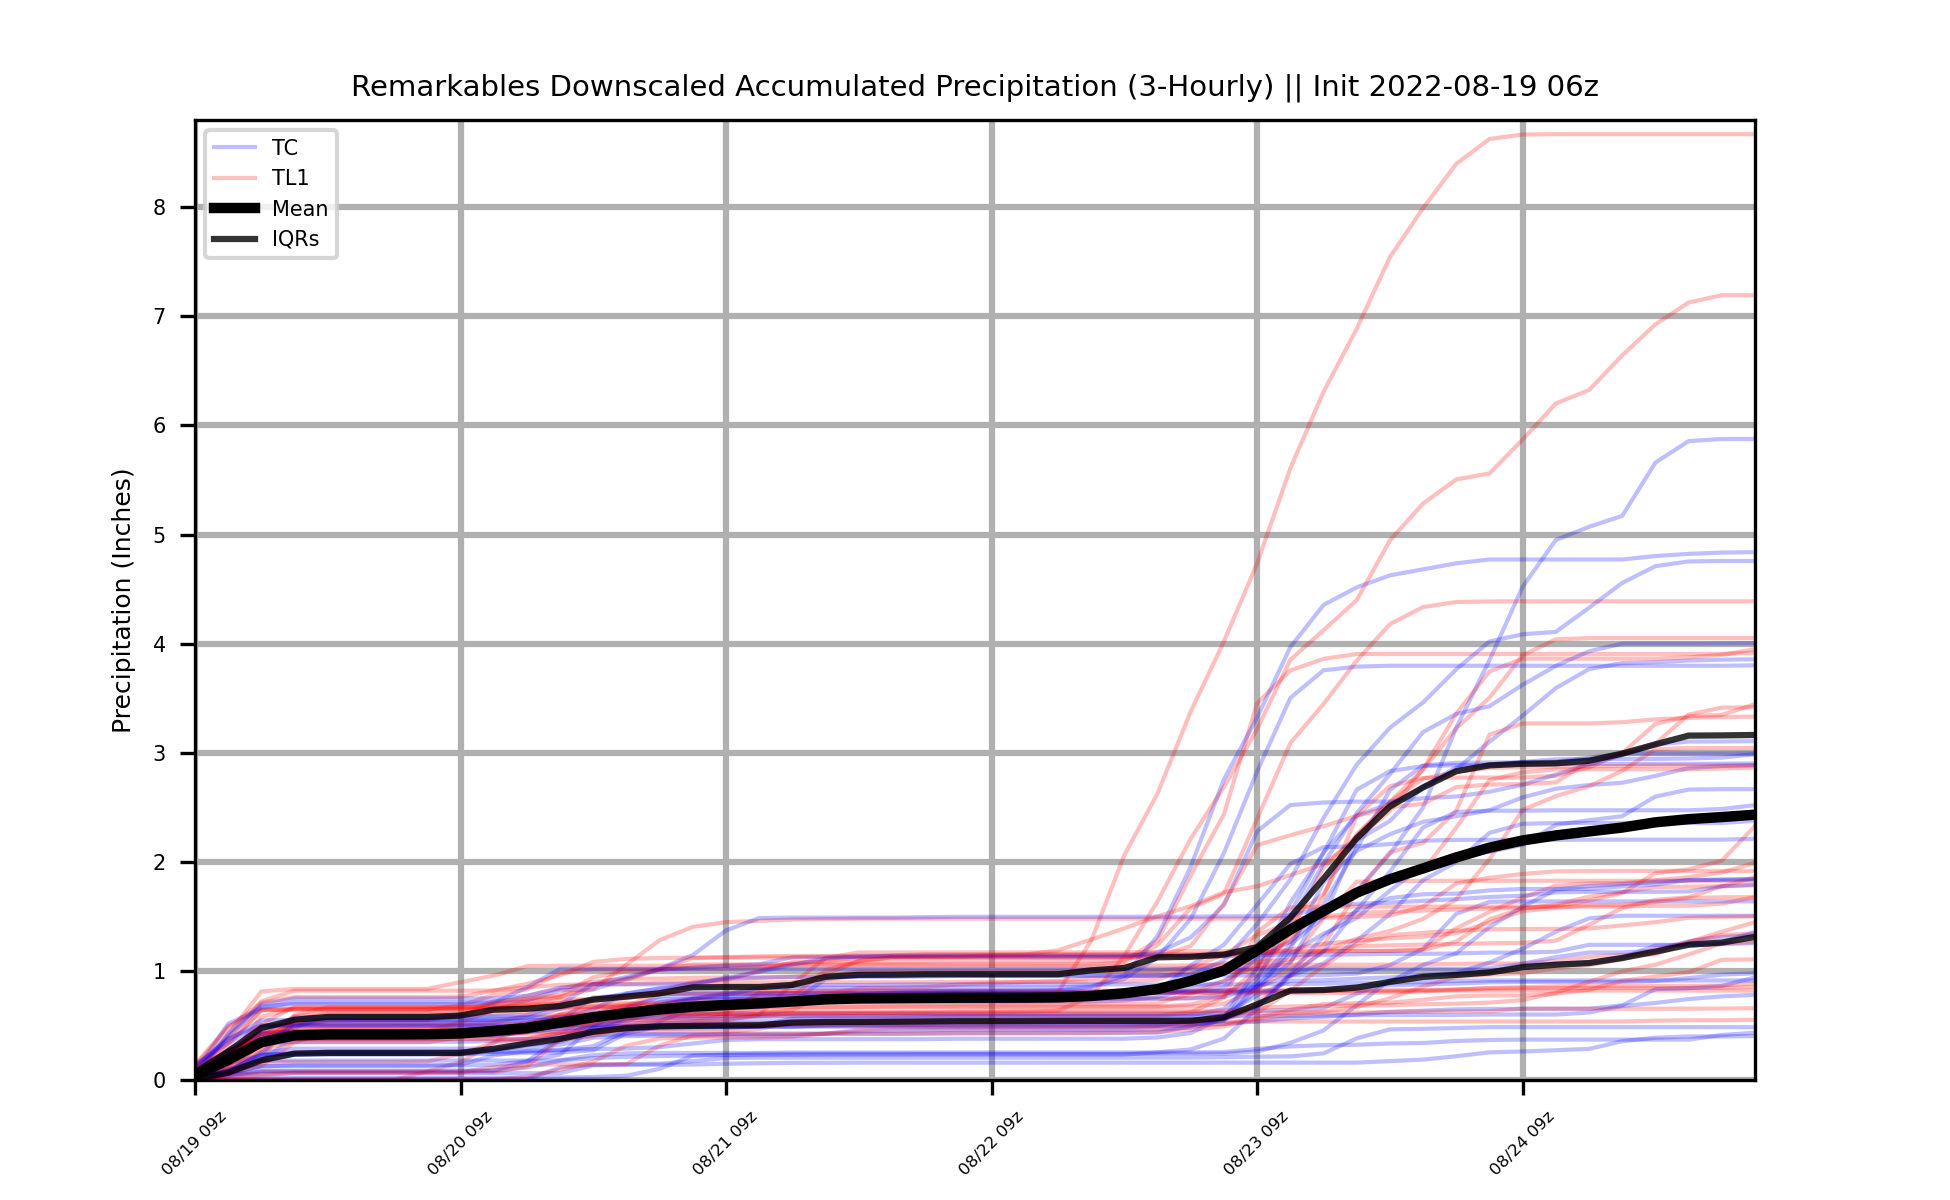 Remarkables Downscaled Accumulated Precipitation (3-Hourly) || Init 2022-08-19 06z
TC
TL1
Mean
IQRs
Precipitation (Inches)
8
7
6
5
4
3
2
1
0
08/19 09z
08/20 09z
08/21 09z
08/22 09z
08/23 09z
08/24 09z